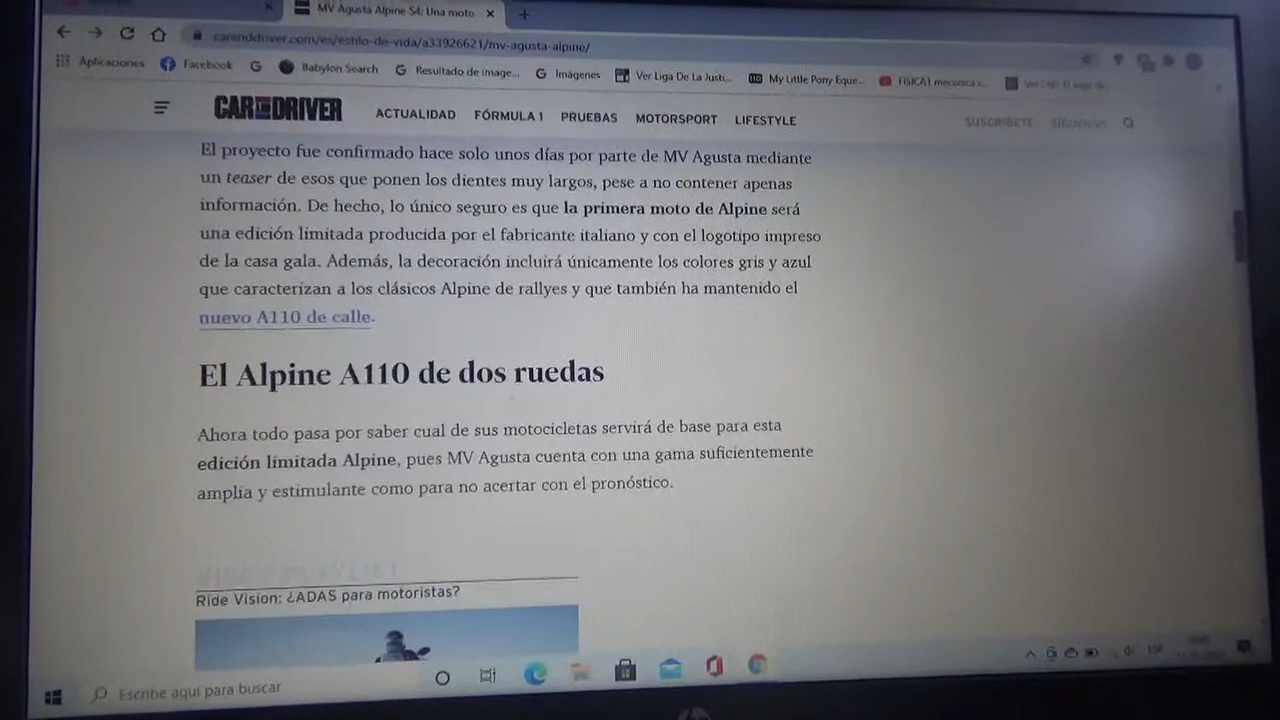 MV Agusta Alpine S4: Una moto
carandddriver.com/es/estilo-de-vida/a33926621/mv-agusta-alpine/
Aplicaciones Facebook Babylon Search Resultado de image... Imágenes Ver Liga De La Justi... My Little Pony Eque... FISICA1 mecanica
CAR AND DRIVER ACTUALIDAD FÓRMULA 1 PRUEBAS MOTORSPORT LIFESTYLE SUSCRÍBETE SÍGUENOS
El proyecto fue confirmado hace solo unos días por parte de MV Agusta mediante
un teaser de esos que ponen los dientes muy largos, pese a no contener apenas
información. De hecho, lo único seguro es que la primera moto de Alpine será
una edición limitada producida por el fabricante italiano y con el logotipo impreso
de la casa gala. Además, la decoración incluirá únicamente los colores gris y azul
que caracterizan a los clásicos Alpine de rallyes y que también ha mantenido el
nuevo A110 de calle.
El Alpine A110 de dos ruedas
Ahora todo pasa por saber cual de sus motocicletas servirá de base para esta
edición limitada Alpine, pues MV Agusta cuenta con una gama suficientemente
amplia y estimulante como para no acertar con el pronóstico.
VIDEO PLAYLIST
Ride Vision: ¿ADAS para motoristas?
Escribe aquí para buscar
ESP